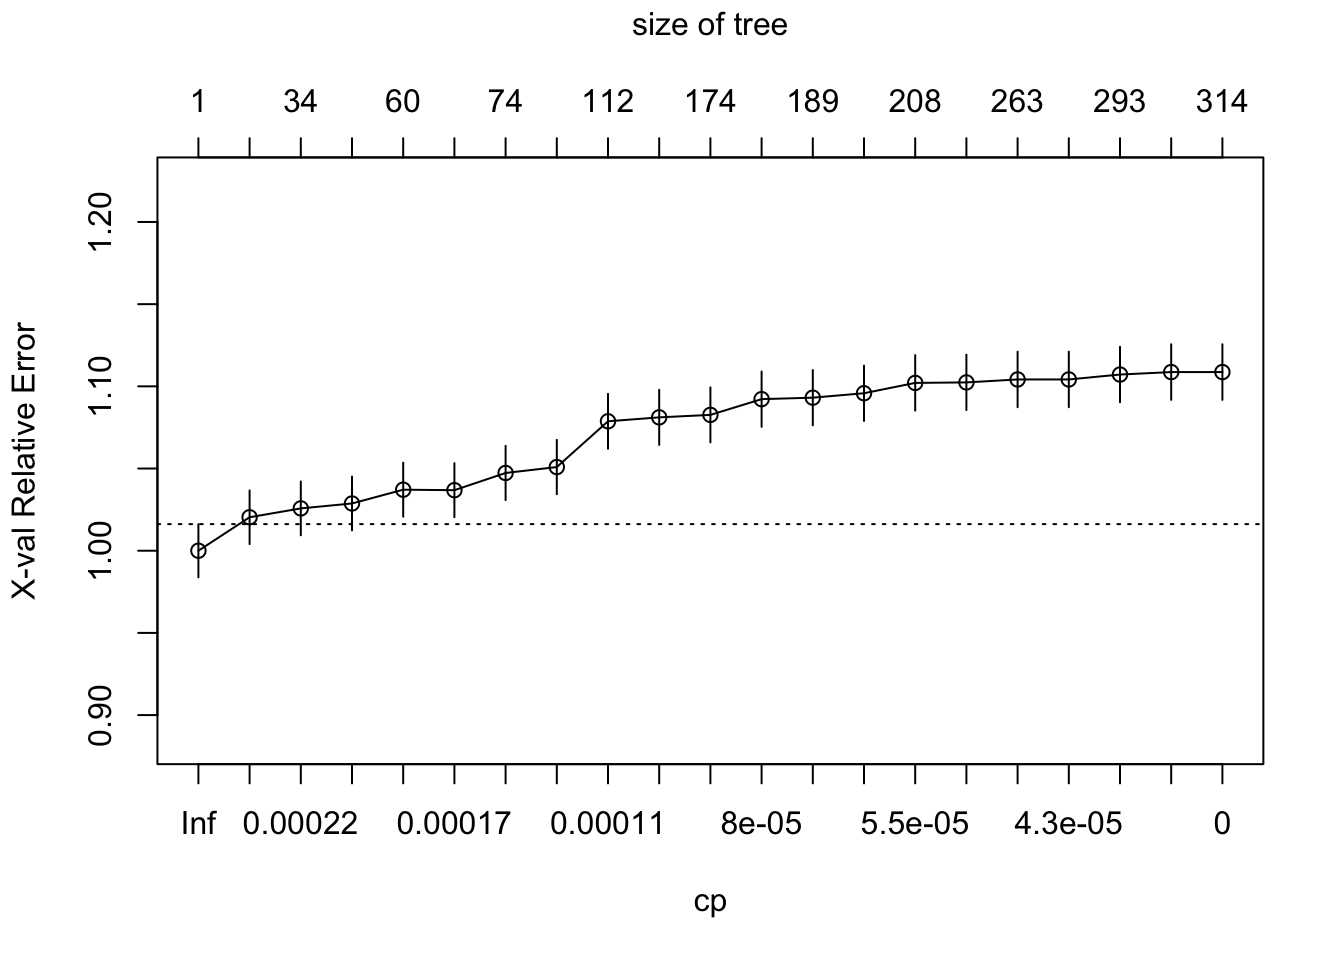 size of tree
1 34 60 74 112 174 189 208 263 293 314
X-val Relative Error
1.20
1.10
1.00
0.90
Inf 0.00022 0.00017 0.00011 8e-05 5.5e-05 4.3e-05 0
cp